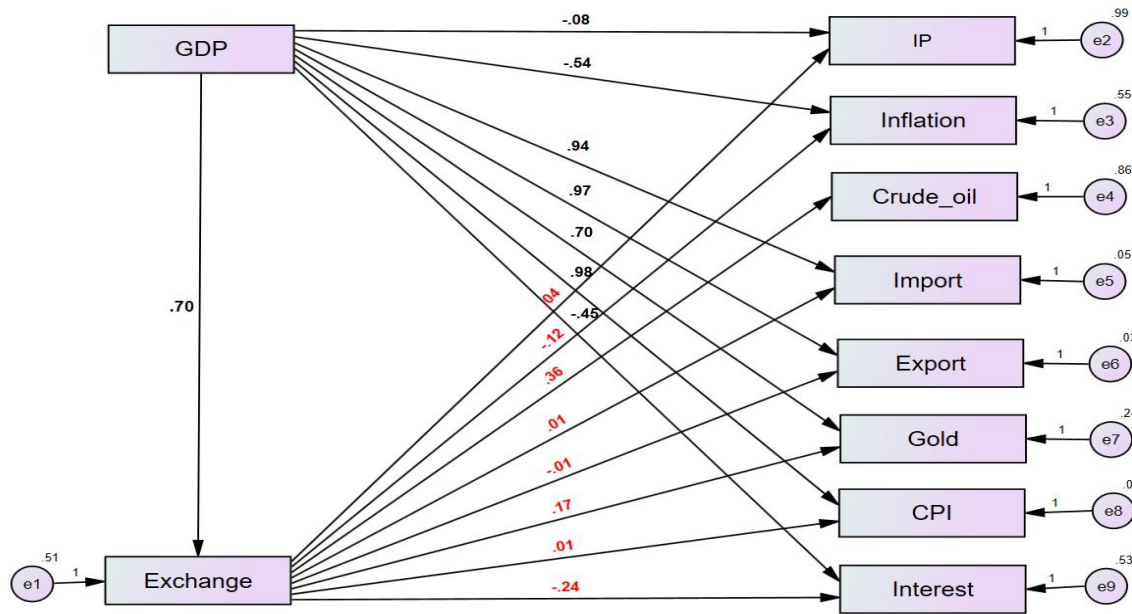 .99
-.08
GDP
IP
1
e2
-.54
.55
Inflation
1
e3
.86
.94
Crude_oil
1
e4
.97
.05
.70
Import
1
e5
.98
.04
.70
-.45
-.12
.03
.36
Export
1
e6
.01
.24
Gold
1
e7
-.01
.17
CPI
1
e8
.51
.01
.53
e1
1
Exchange
-.24
Interest
1
e9